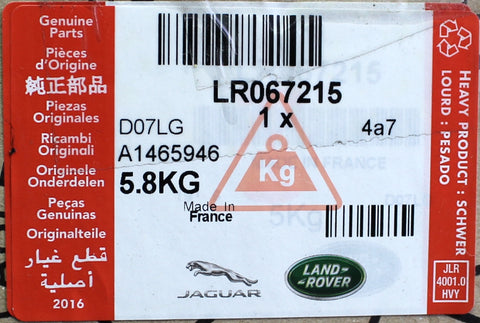 Genuine
Parts
Pièces
d'Origine
純正部品
Piezas
Originales
Ricambi
Originali
Originele
Onderdelen
Peças
Genuinas
Originalteile
قطع غيار
أصلية
2016
LR067215
1 x
D07LG
4a7
A1465946
5.8KG
Kg
Made In
France
JAGUAR
LAND-
-ROVER
HEAVY PRODUCT : SCHWER
LOURD : PESADO
JLR
4001.0
HVY